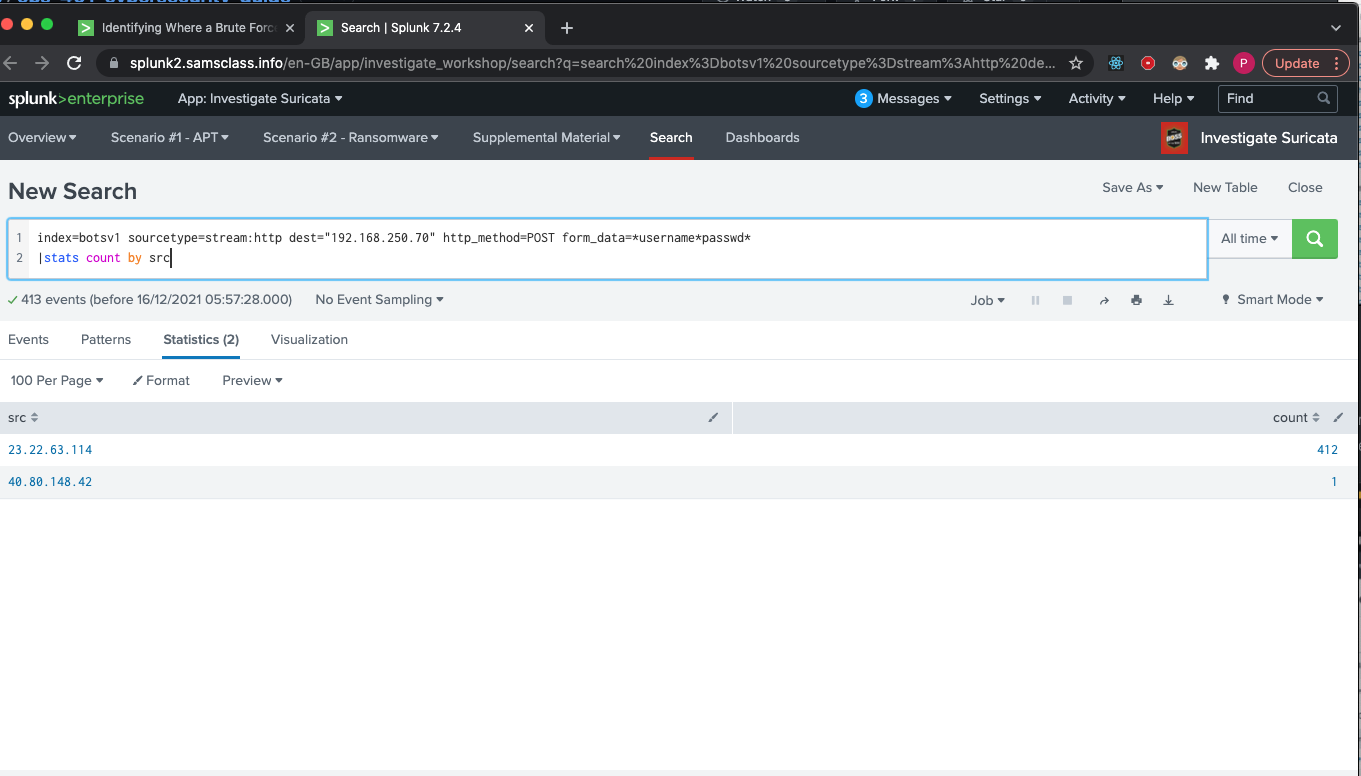 Identifying Where a Brute Forc
Search | Splunk 7.2.4
splunk2.samsclass.info/en-GB/app/investigate_workshop/search?q=search%20index%3Dbotsv1%20sourcetype%3Dstream%3Ahttp%20de...
P
Update
splunk>enterprise
App: Investigate Suricata
3 Messages
Settings
Activity
Help
Find
Overview
Scenario #1 - APT
Scenario #2 - Ransomware
Supplemental Material
Search
Dashboards
Investigate Suricata
New Search
Save As
New Table
Close
1 index=botsv1 sourcetype=stream:http dest="192.168.250.70" http_method=POST form_data=*username*passwd*
2 |stats count by src
All time
413 events (before 16/12/2021 05:57:28.000)
No Event Sampling
Job
Smart Mode
Events
Patterns
Statistics (2)
Visualization
100 Per Page
Format
Preview
src count
23.22.63.114 412
40.80.148.42 1